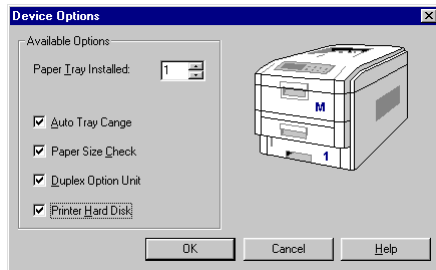 Device Options
Available Options
Paper Tray Installed: 1
Auto Tray Cange
Paper Size Check
Duplex Option Unit
Printer Hard Disk
M
1
OK Cancel Help